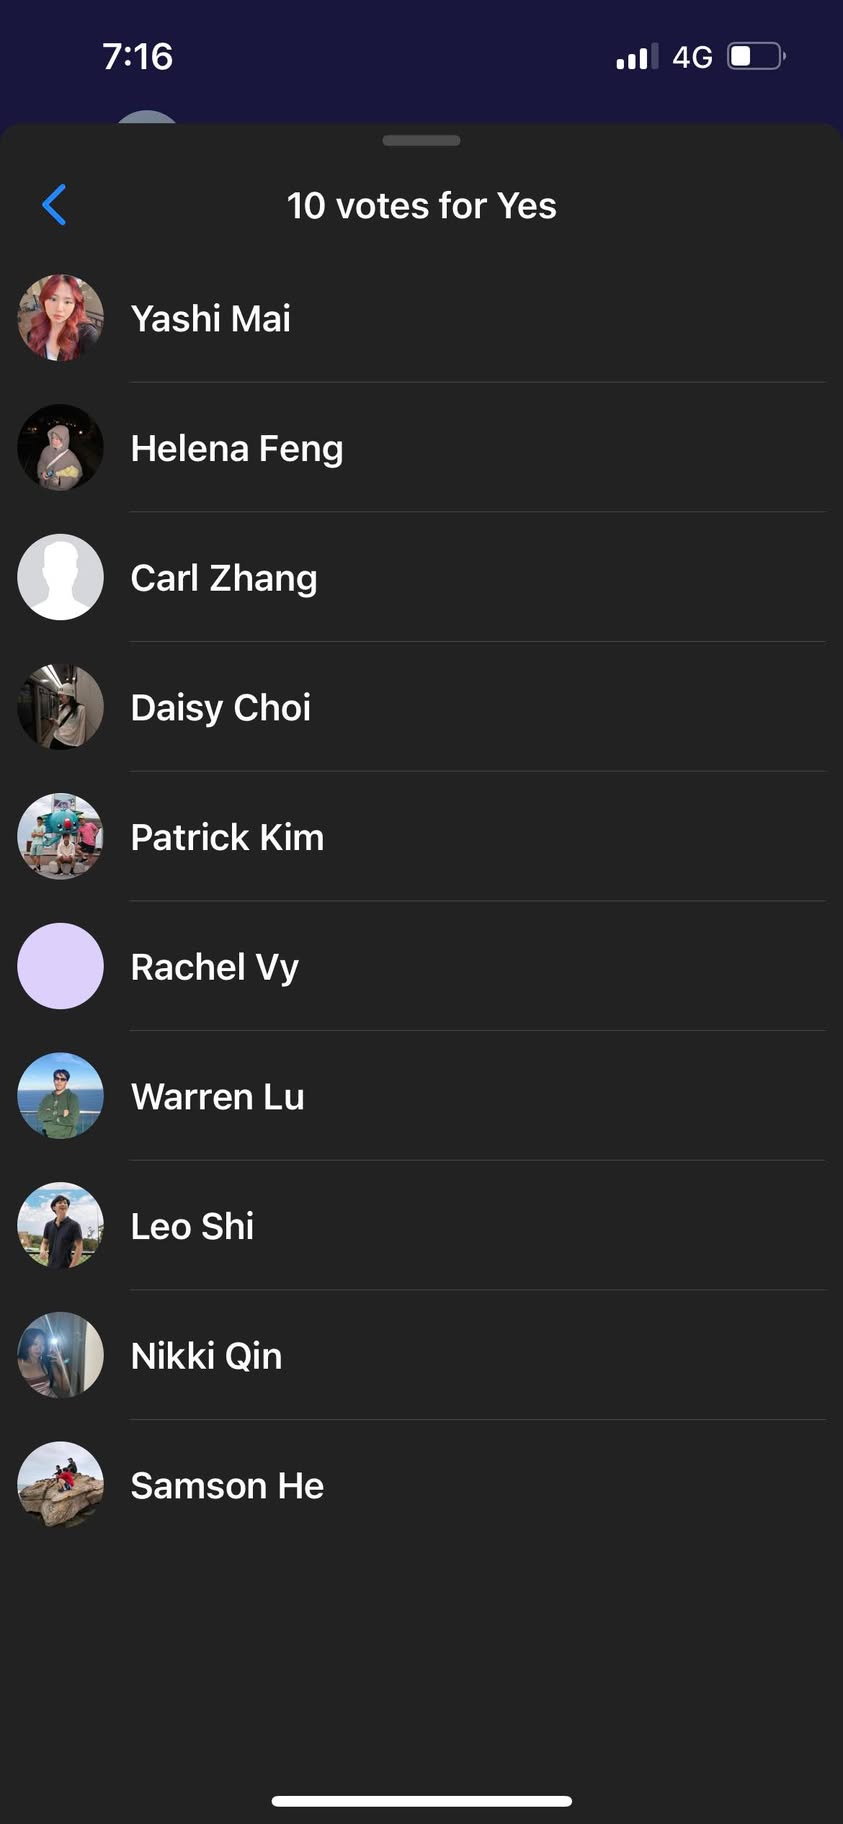 7:16
4G
10 votes for Yes
Yashi Mai
Helena Feng
Carl Zhang
Daisy Choi
Patrick Kim
Rachel Vy
Warren Lu
Leo Shi
Nikki Qin
Samson He